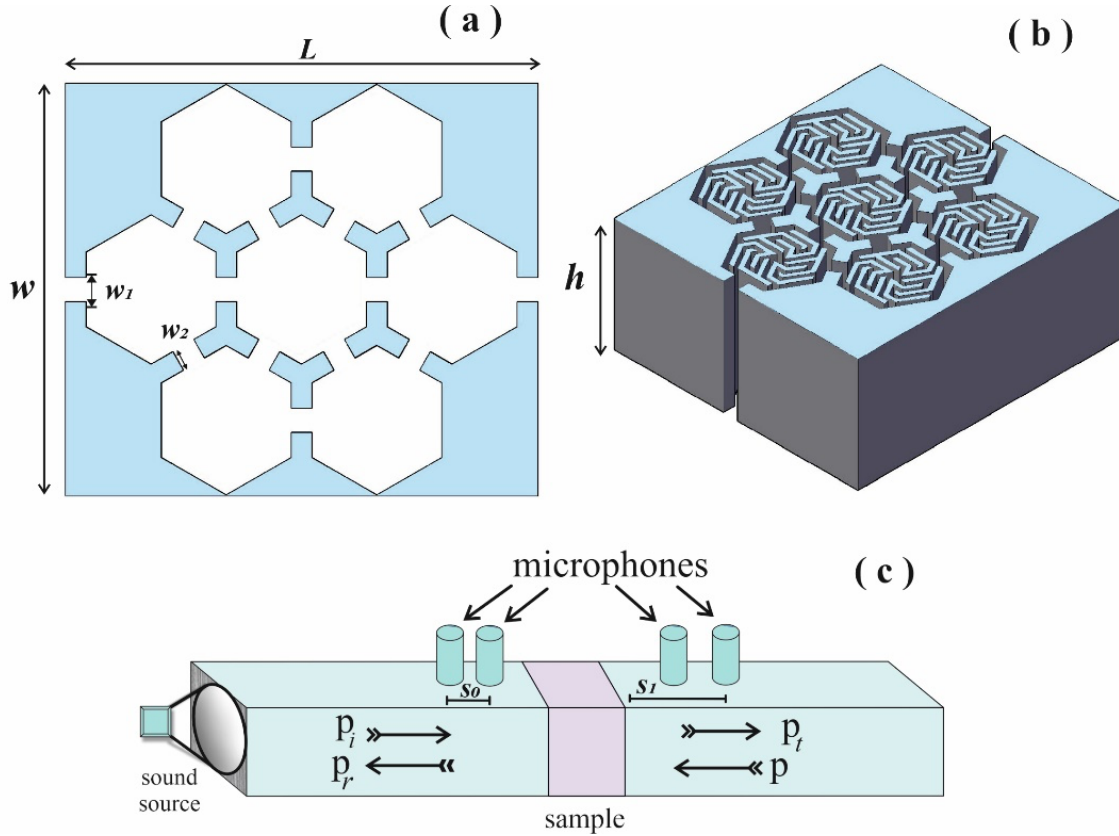 ( a )
L
w
w1
w2
( b )
h
( c )
microphones
s0
s1
pi
pr
pt
p
sound
source
sample